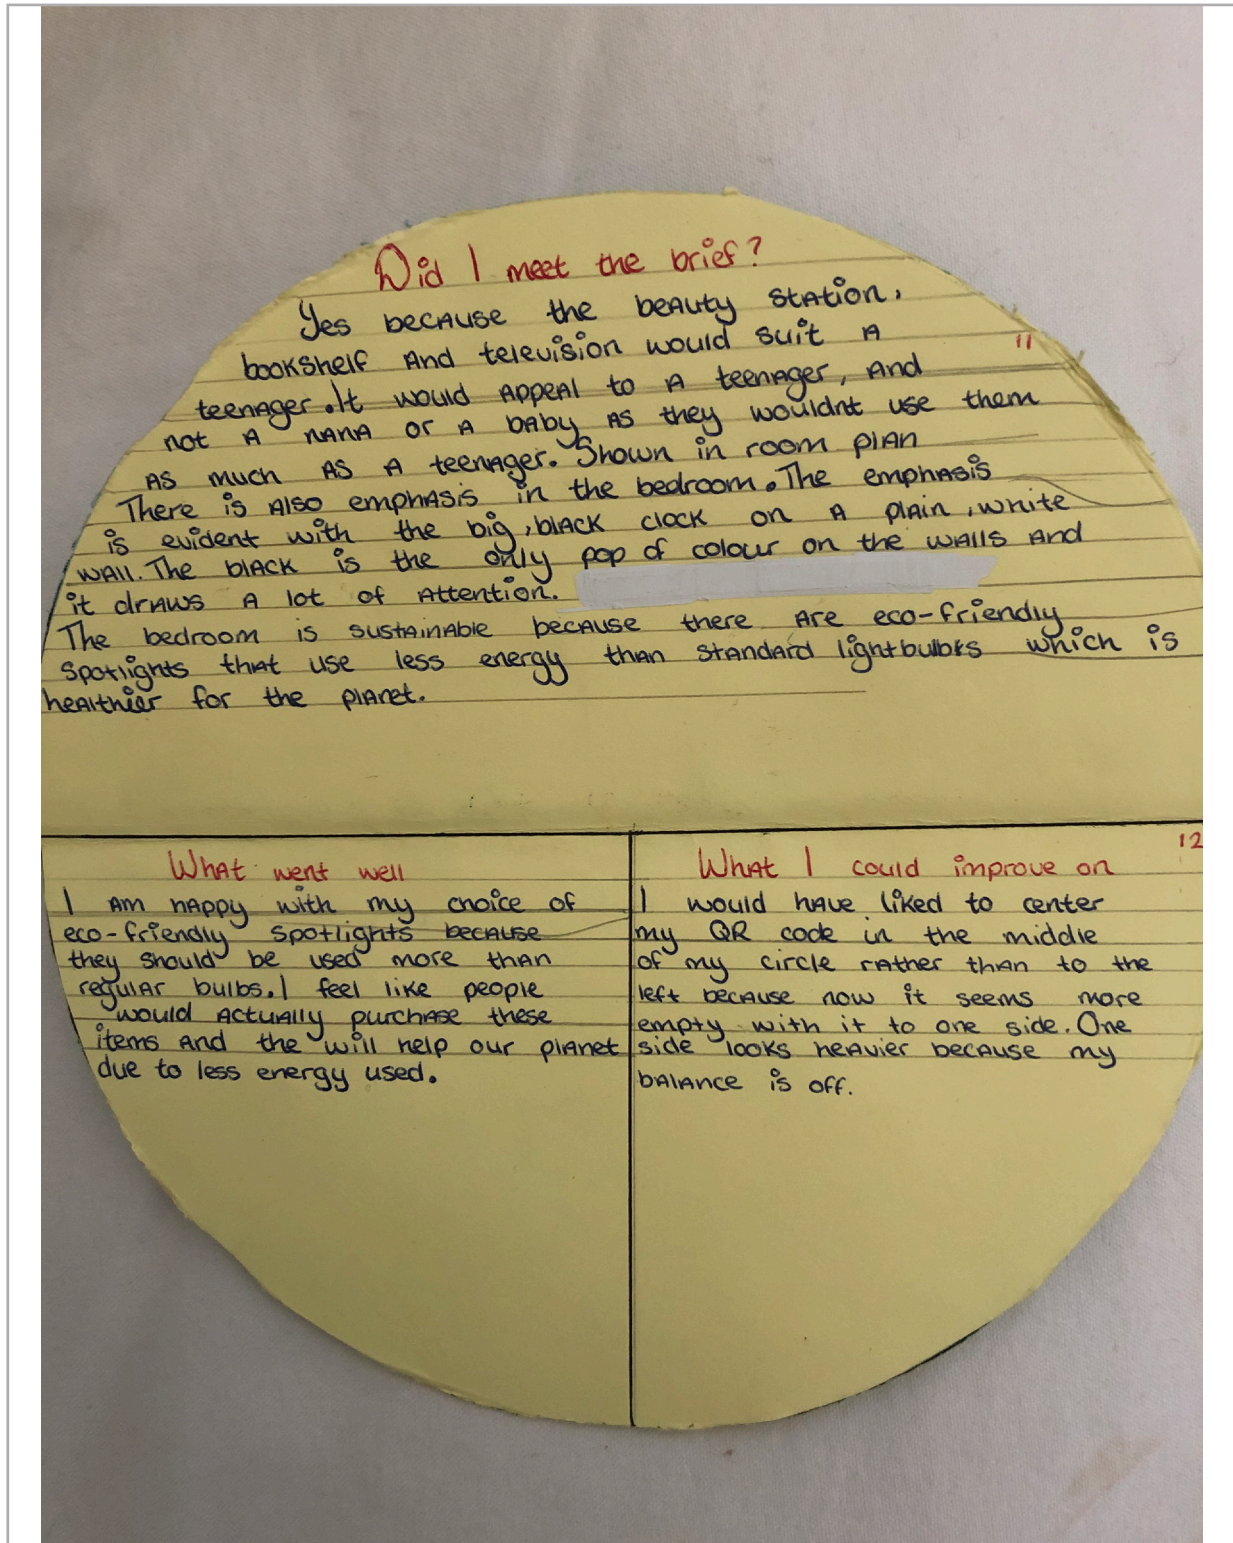 Did I meet the brief?
Yes because the beauty station,
bookshelf and television would suit a
11
teenager. It would appeal to a teenager, and
not a nana or a baby as they wouldnt use them
as much as a teenager. Shown in room plan
There is also emphasis in the bedroom. The emphasis
is evident with the big, black clock on a plain, white
wall. The black is the only pop of colour on the walls and
it draws a lot of attention.
The bedroom is sustainable because there are eco-friendly
spotlights that use less energy than standard lightbulbs which is
healthier for the planet.
What went well
I am happy with my choice of
eco-friendly spotlights because
they should be used more than
regular bulbs. I feel like people
would actually purchase these
items and the will help our planet
due to less energy used.
12
What I could improve on
I would have liked to center
my QR code in the middle
of my circle rather than to the
left because now it seems more
empty with it to one side. One
side looks heavier because my
balance is off.